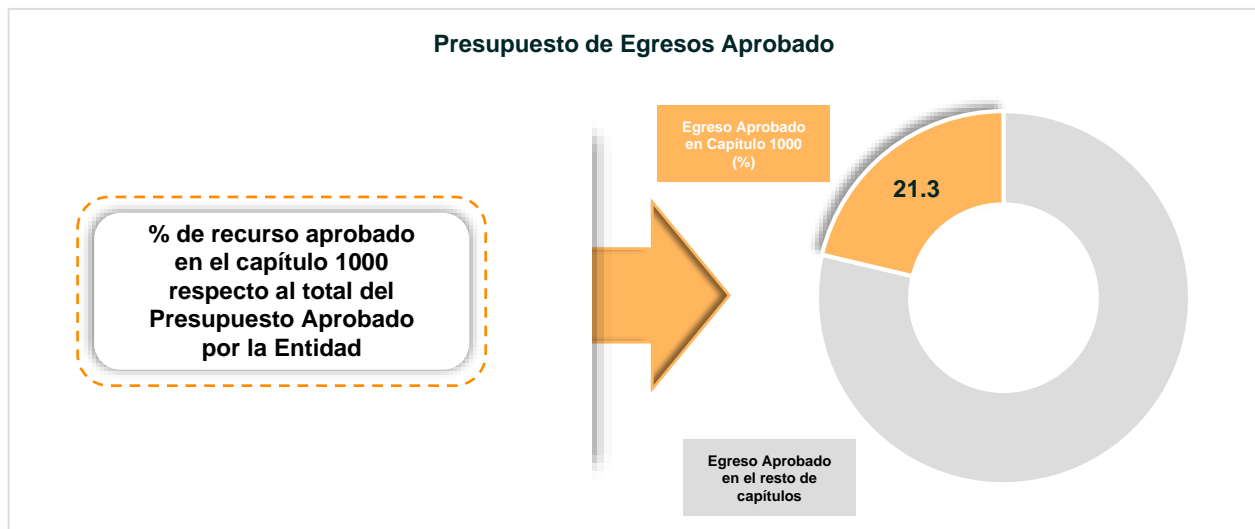 Presupuesto de Egresos Aprobado
% de recurso aprobado
en el capítulo 1000
respecto al total del
Presupuesto Aprobado
por la Entidad
Egreso Aprobado
en Capítulo 1000
(%)
21.3
Egreso Aprobado
en el resto de
capítulos